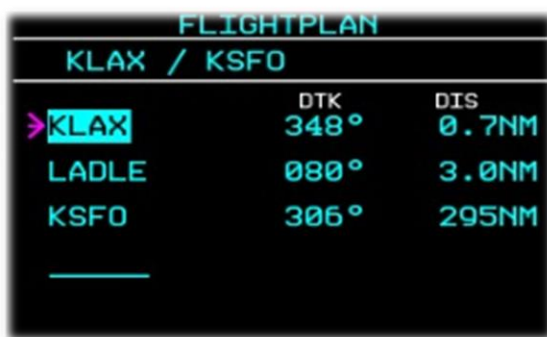 FLIGHTPLAN
KLAX / KSFO
DTK DIS
KLAX 348° 0.7NM
LADLE 080° 3.0NM
KSFO 306° 295NM